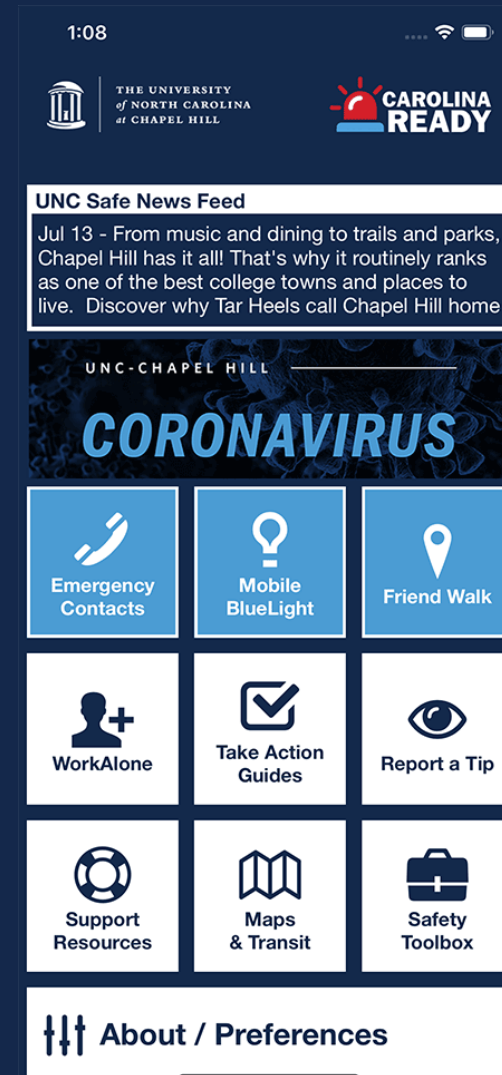 1:08
THE UNIVERSITY
of NORTH CAROLINA
at CHAPEL HILL
CAROLINA
READY
UNC Safe News Feed
Jul 13 - From music and dining to trails and parks,
Chapel Hill has it all! That's why it routinely ranks
as one of the best college towns and places to
live.  Discover why Tar Heels call Chapel Hill home
UNC-CHAPEL HILL
CORONAVIRUS
Emergency
Contacts
Mobile
BlueLight
Friend Walk
WorkAlone
Take Action
Guides
Report a Tip
Support
Resources
Maps
& Transit
Safety
Toolbox
About / Preferences